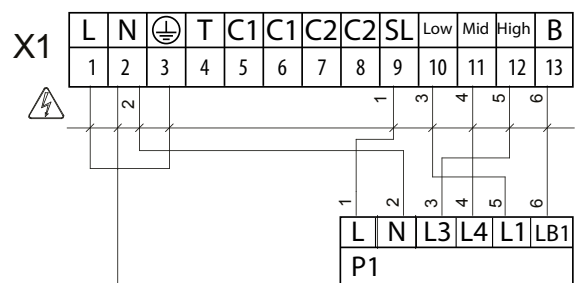 X1
L N T C1 C1 C2 C2 SL Low Mid High B
1 2 3 4 5 6 7 8 9 10 11 12 13
2 1 3 4 5 6
1 2 3 4 5 6
L N L3 L4 L1 LB1
P1